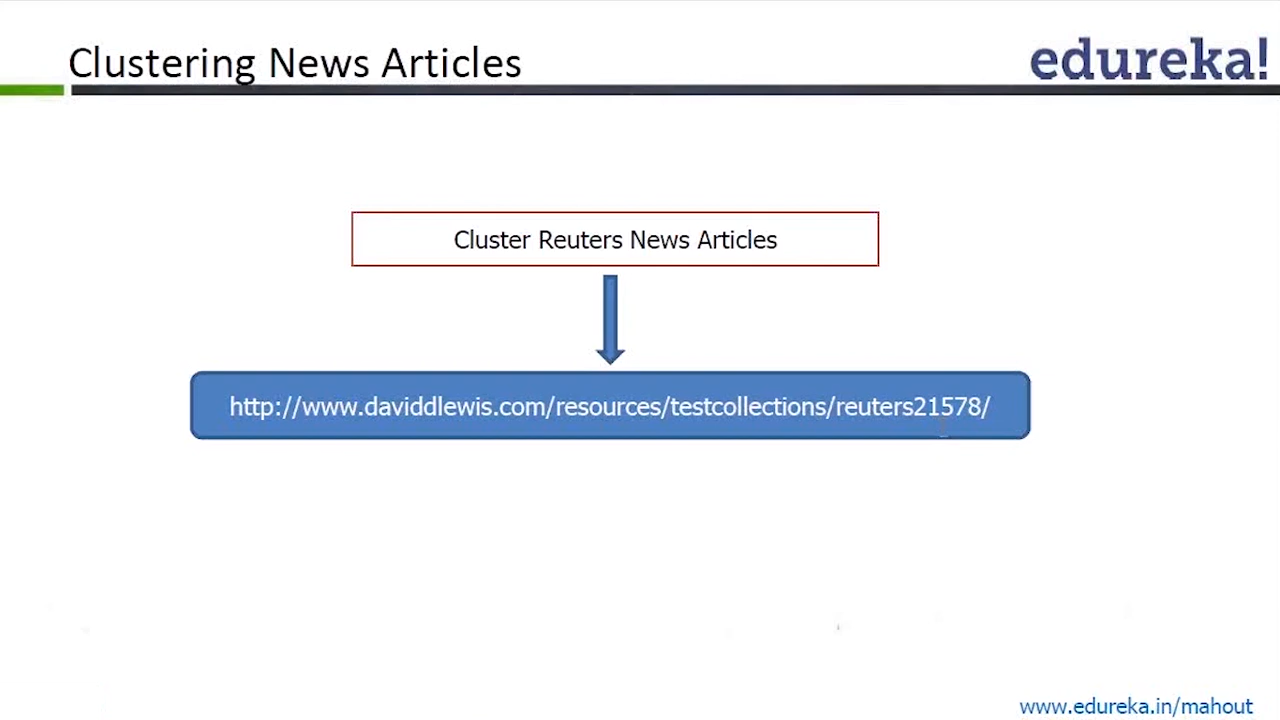 Clustering News Articles
edureka!
Cluster Reuters News Articles
http://www.daviddlewis.com/resources/testcollections/reuters21578/
www.edureka.in/mahout